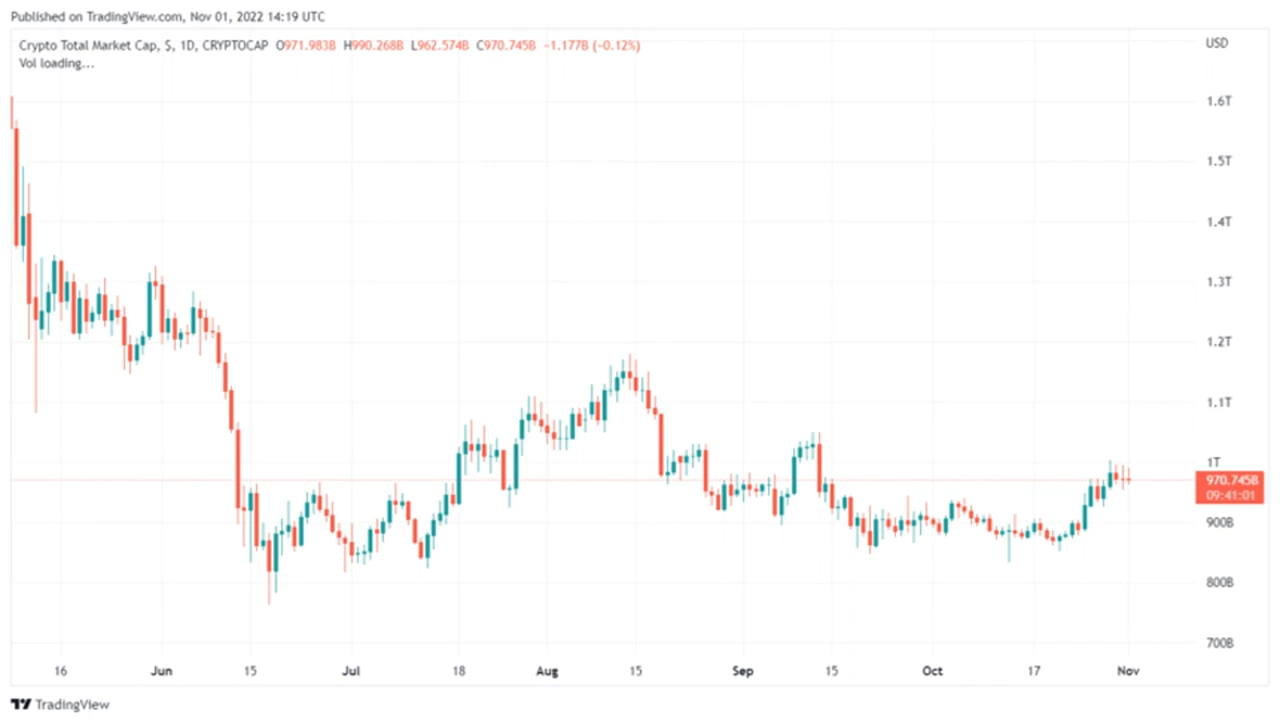 Published on TradingView.com, Nov 01, 2022 14:19 UTC
Crypto Total Market Cap, $, 1D, CRYPTOCAP O971.983B H990.268B L962.574B C970.745B −1.177B (−0.12%)
Vol loading...
USD
1.6T
1.5T
1.4T
1.3T
1.2T
1.1T
1T
970.745B
09:41:01
900B
800B
700B
16 Jun 15 Jul 18 Aug 15 Sep 15 Oct 17 Nov
TradingView